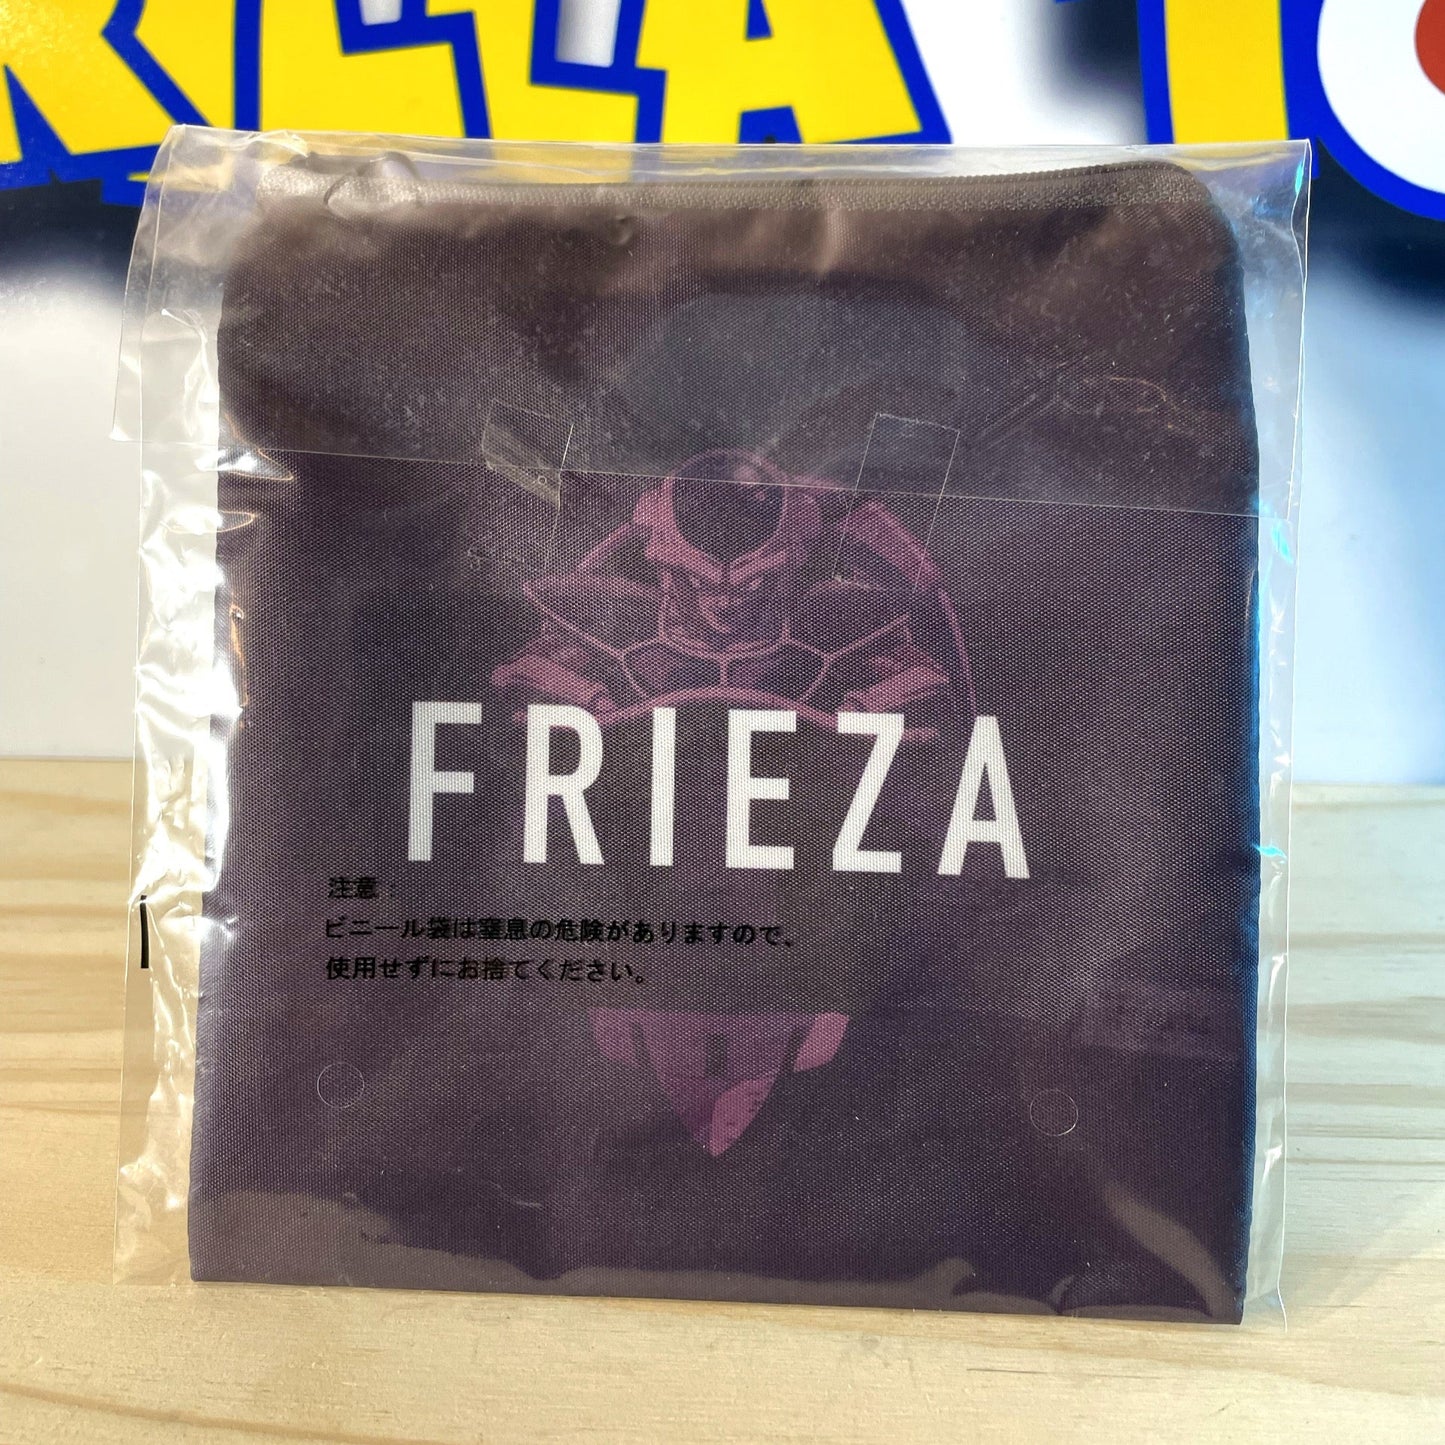 FRIEZA
注意：
ビニール袋は窒息の危険がありますので、
使用せずにお捨てください。